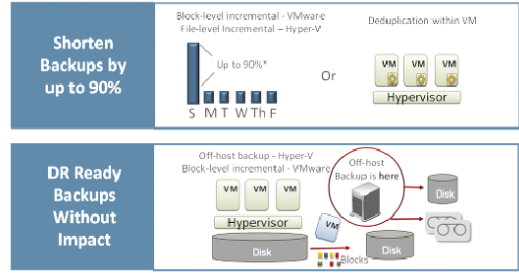 Shorten
Backups by
up to 90%
Block-level incremental - VMware
File-level Incremental – Hyper-V
Up to 90%*
S M T W Th F
Or
Deduplication within VM
VM VM VM
Hypervisor
DR Ready
Backups
Without
Impact
Off-host backup – Hyper-V
Block-level incremental - VMware
VM VM VM
Hypervisor
Disk
VM
Blocks
Off-host
Backup is here
Disk
Disk